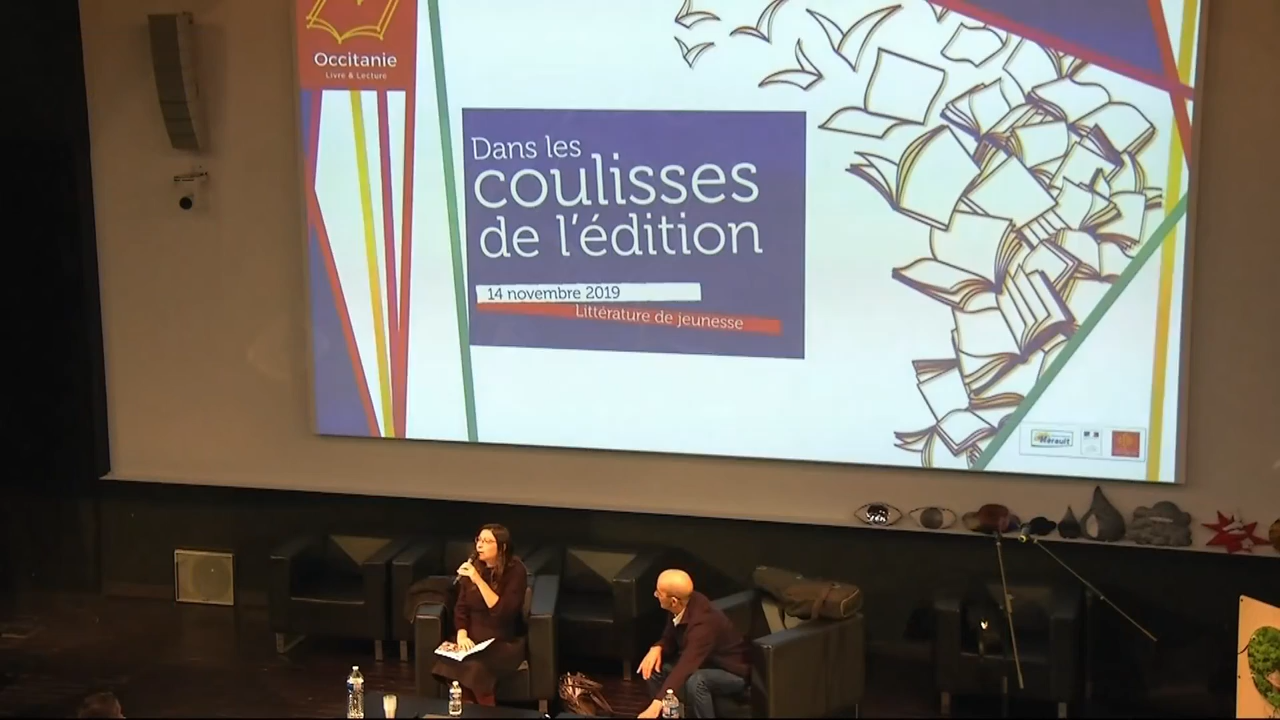 Occitanie
Livre & Lecture
Dans les
coulisses
de l'édition
14 novembre 2019
Littérature de jeunesse
Hérault